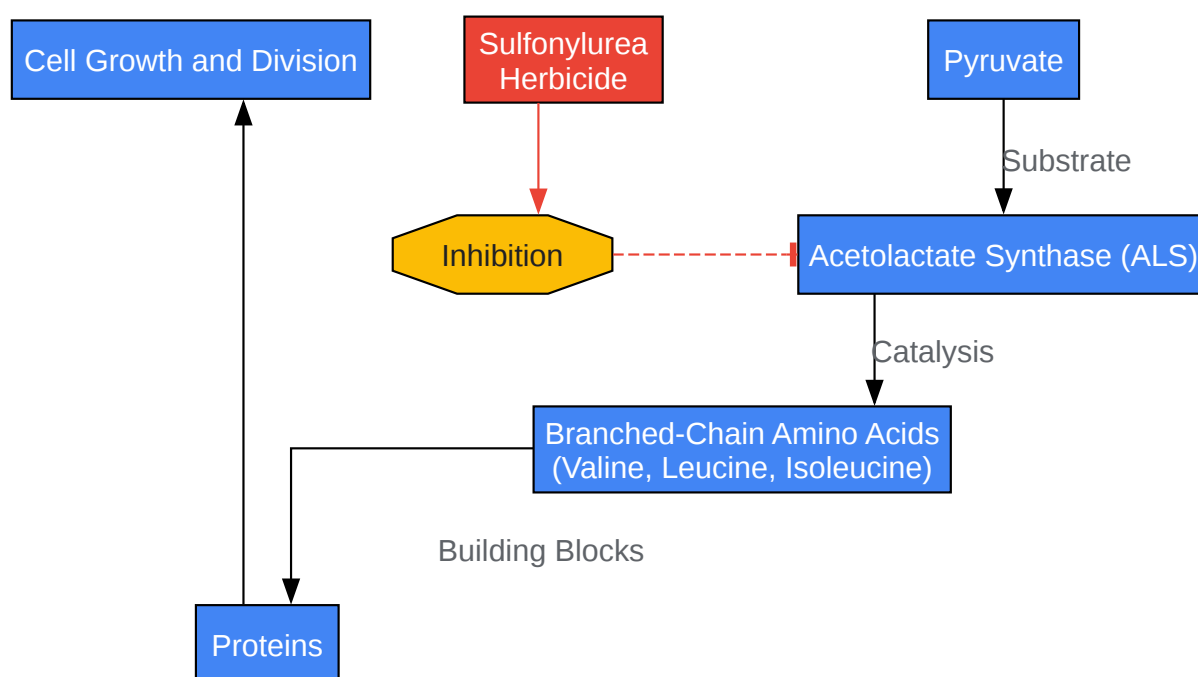 Cell Growth and Division
Sulfonylurea
Herbicide
Pyruvate
Substrate
Inhibition
Acetolactate Synthase (ALS)
Catalysis
Branched-Chain Amino Acids
(Valine, Leucine, Isoleucine)
Building Blocks
Proteins